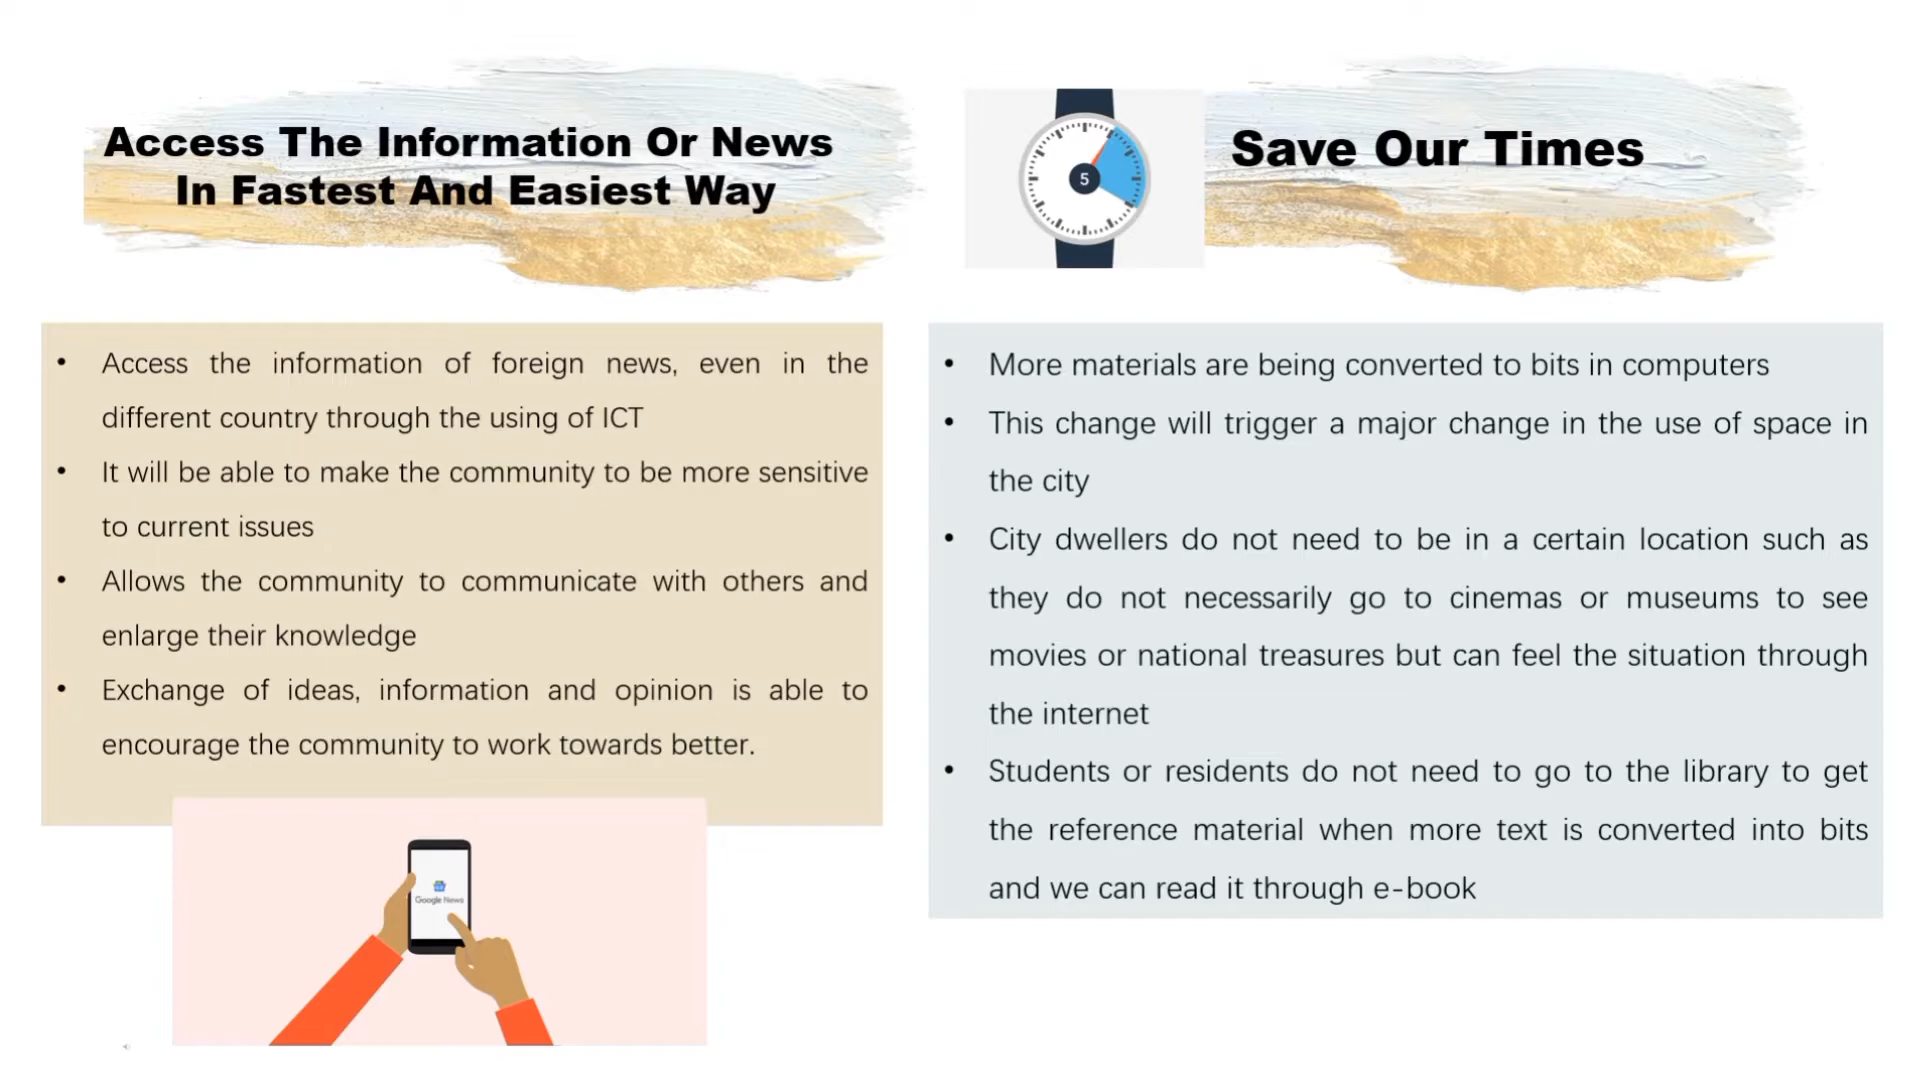 Access The Information Or News
In Fastest And Easiest Way
• Access the information of foreign news, even in the
different country through the using of ICT
• It will be able to make the community to be more sensitive
to current issues
• Allows the community to communicate with others and
enlarge their knowledge
• Exchange of ideas, information and opinion is able to
encourage the community to work towards better.
Google News
5
Save Our Times
• More materials are being converted to bits in computers
• This change will trigger a major change in the use of space in
the city
• City dwellers do not need to be in a certain location such as
they do not necessarily go to cinemas or museums to see
movies or national treasures but can feel the situation through
the internet
• Students or residents do not need to go to the library to get
the reference material when more text is converted into bits
and we can read it through e-book